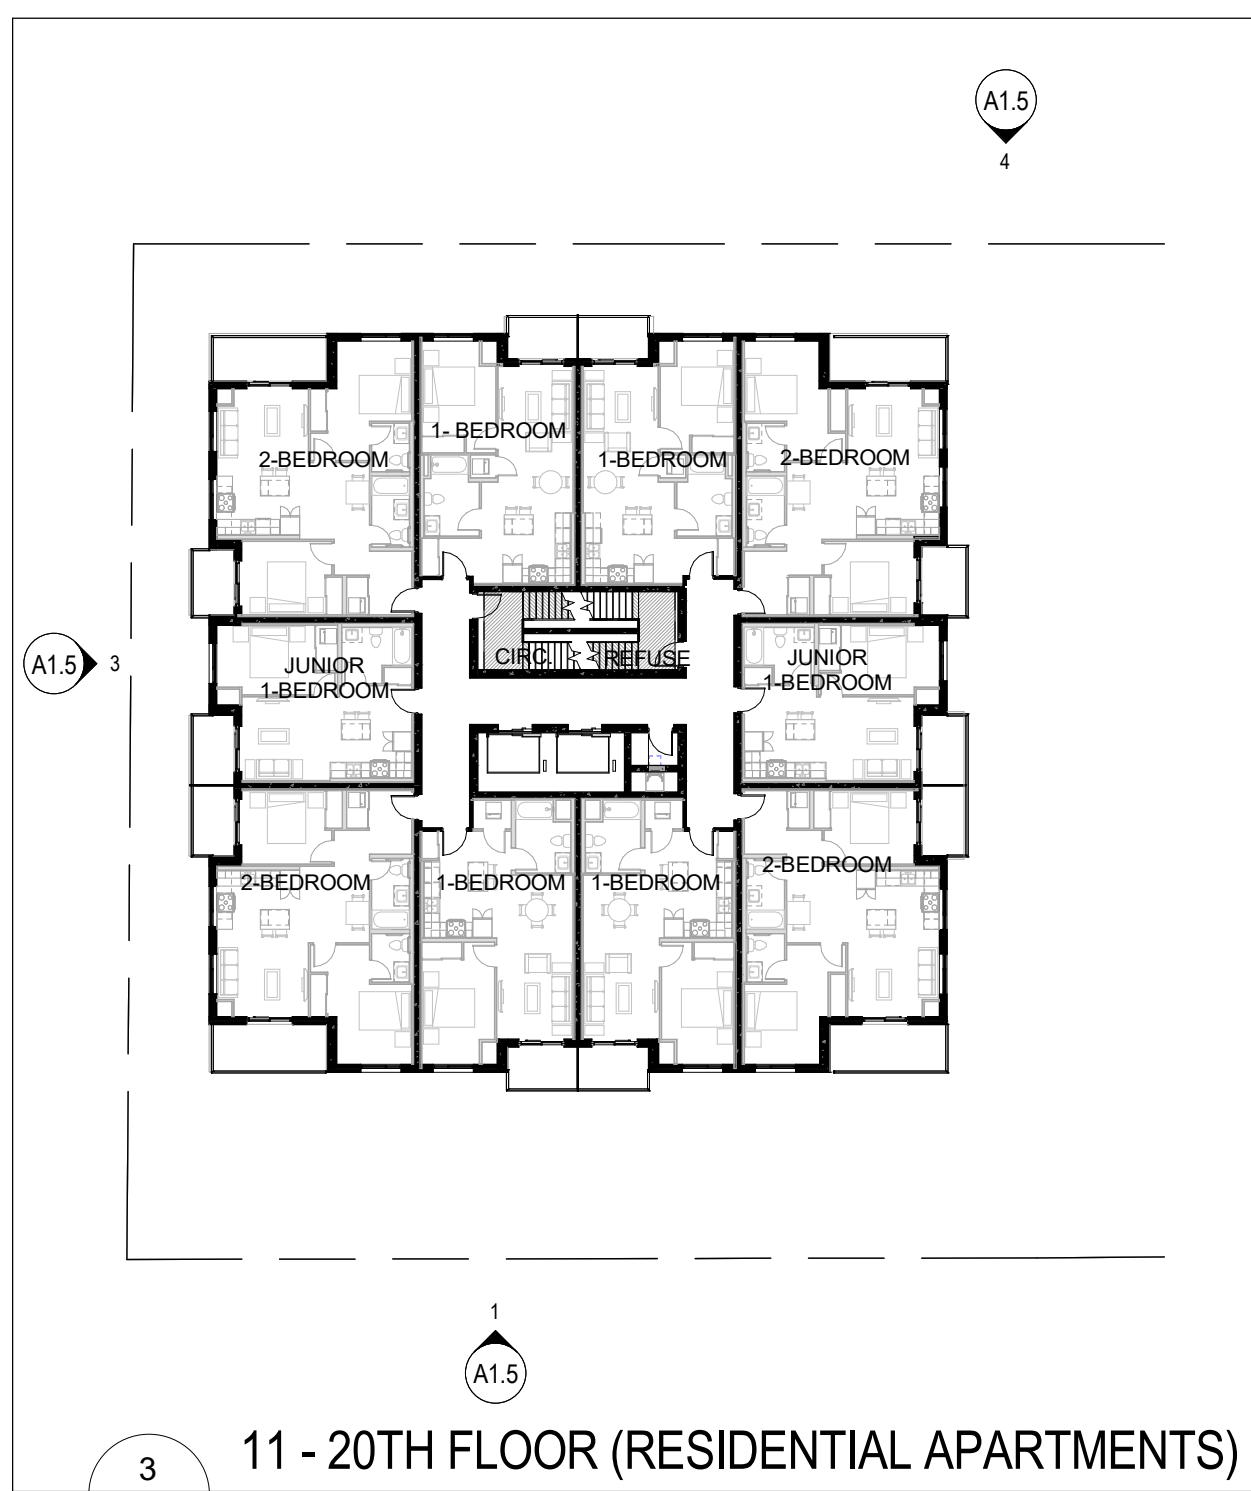 A1.5
4
1- BEDROOM
1-BEDROOM
2-BEDROOM
2-BEDROOM
CIRC.
REFUSE
A1.5
3
JUNIOR
1-BEDROOM
JUNIOR
1-BEDROOM
2-BEDROOM
1-BEDROOM
1-BEDROOM
2-BEDROOM
1
A1.5
3
11 - 20TH FLOOR (RESIDENTIAL APARTMENTS)